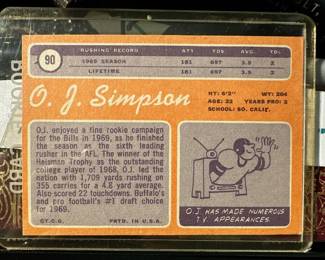 90
RUSHING RECORD ATT. YDS. AVG. TD.
1969 SEASON 181 697 3.9 2
LIFETIME 181 697 3.9 2
O. J. Simpson
HT: 6'2" WT: 204
AGE: 23 YEARS PRO: 2
SCHOOL: SO. CALIF.
O.J. enjoyed a fine rookie campaign
for the Bills in 1969, as he finished
the season as the sixth leading
rusher in the AFL. The winner of the
Heisman Trophy as the outstanding
college player of 1968, O.J. led the
nation with 1,709 yards rushing on
355 carries for a 4.8 yard average.
Also scored 22 touchdowns. Buffalo's
and pro football's #1 draft choice
for 1969.
©T.C.G. PRTD. IN U.S.A.
O.J. HAS MADE NUMEROUS
T.V. APPEARANCES.